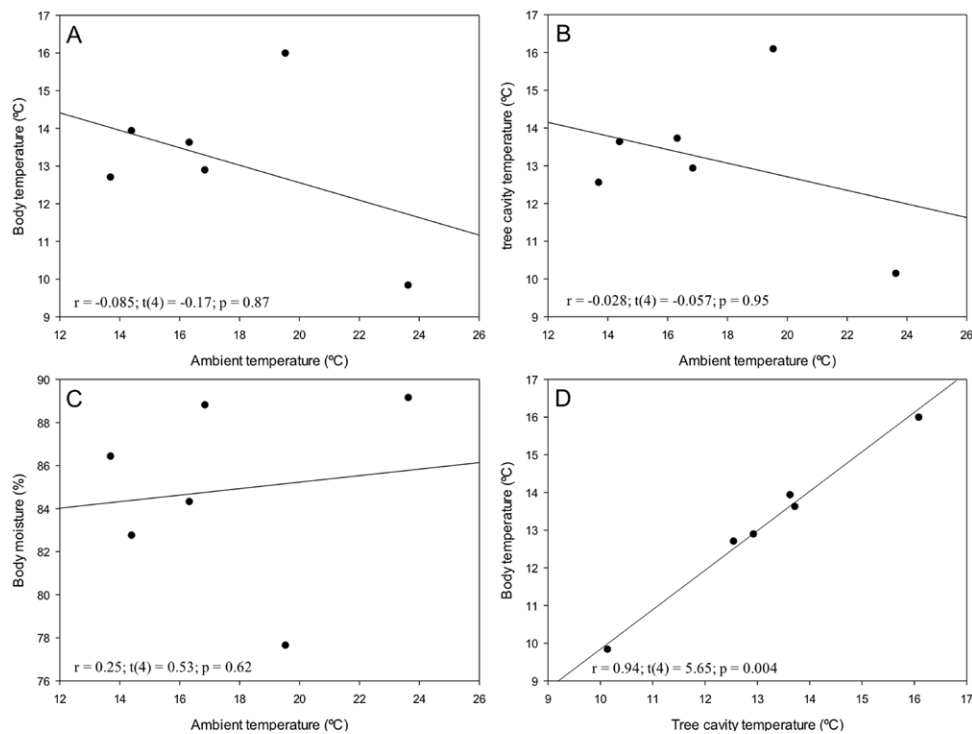 A
Body temperature (ºC)
17
16
15
14
13
12
11
10
9
r = -0.085; t(4) = -0.17; p = 0.87
12 14 16 18 20 22 24 26
Ambient temperature (ºC)
B
tree cavity temperature (ºC)
17
16
15
14
13
12
11
10
9
r = -0.028; t(4) = -0.057; p = 0.95
12 14 16 18 20 22 24 26
Ambient temperature (ºC)
C
Body moisture (%)
90
88
86
84
82
80
78
76
r = 0.25; t(4) = 0.53; p = 0.62
12 14 16 18 20 22 24 26
Ambient temperature (ºC)
D
Body temperature (ºC)
17
16
15
14
13
12
11
10
9
r = 0.94; t(4) = 5.65; p = 0.004
9 10 11 12 13 14 15 16 17
Tree cavity temperature (ºC)